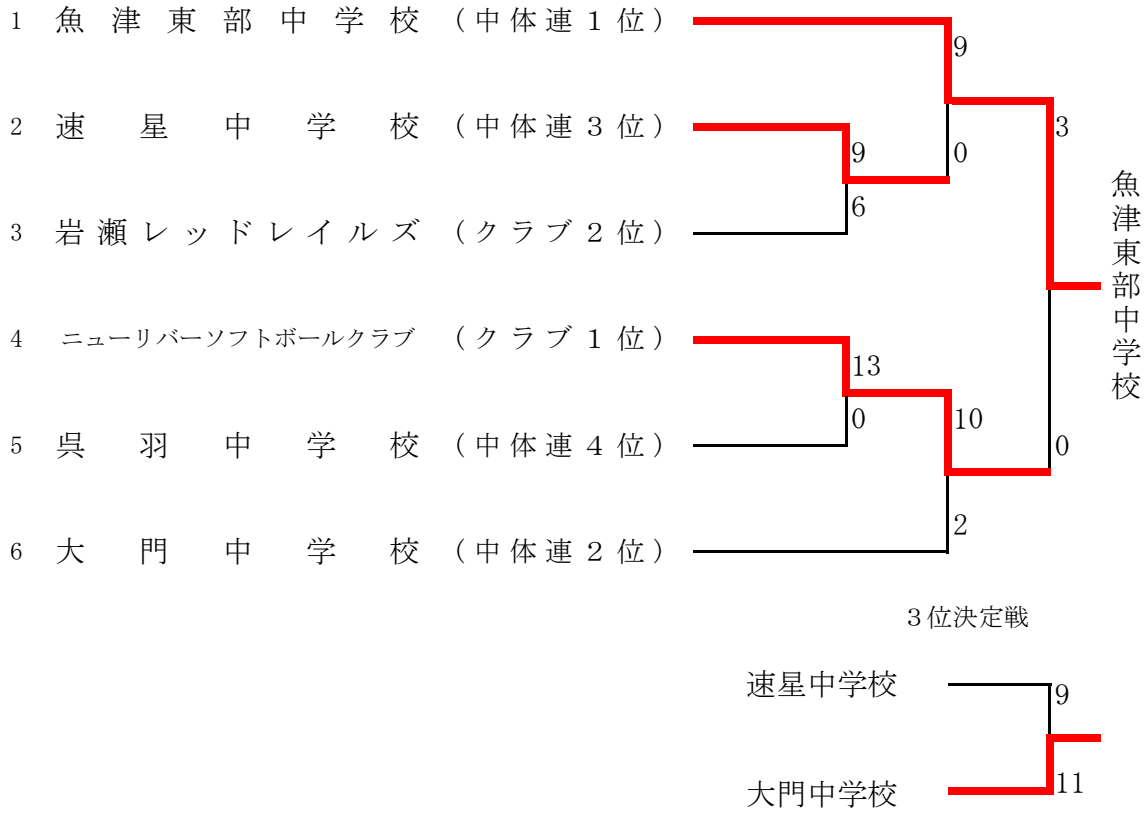 1 魚津東部中学校 (中体連1位)
9
2 速星中学校 (中体連3位)
3
9
0
魚津東部中学校
6
3 岩瀬レッドレイルズ (クラブ2位)
4 ニューリバーソフトボールクラブ (クラブ1位)
13
0
10
5 呉羽中学校 (中体連4位)
0
2
6 大門中学校 (中体連2位)
3位決定戦
速星中学校
9
大門中学校
11